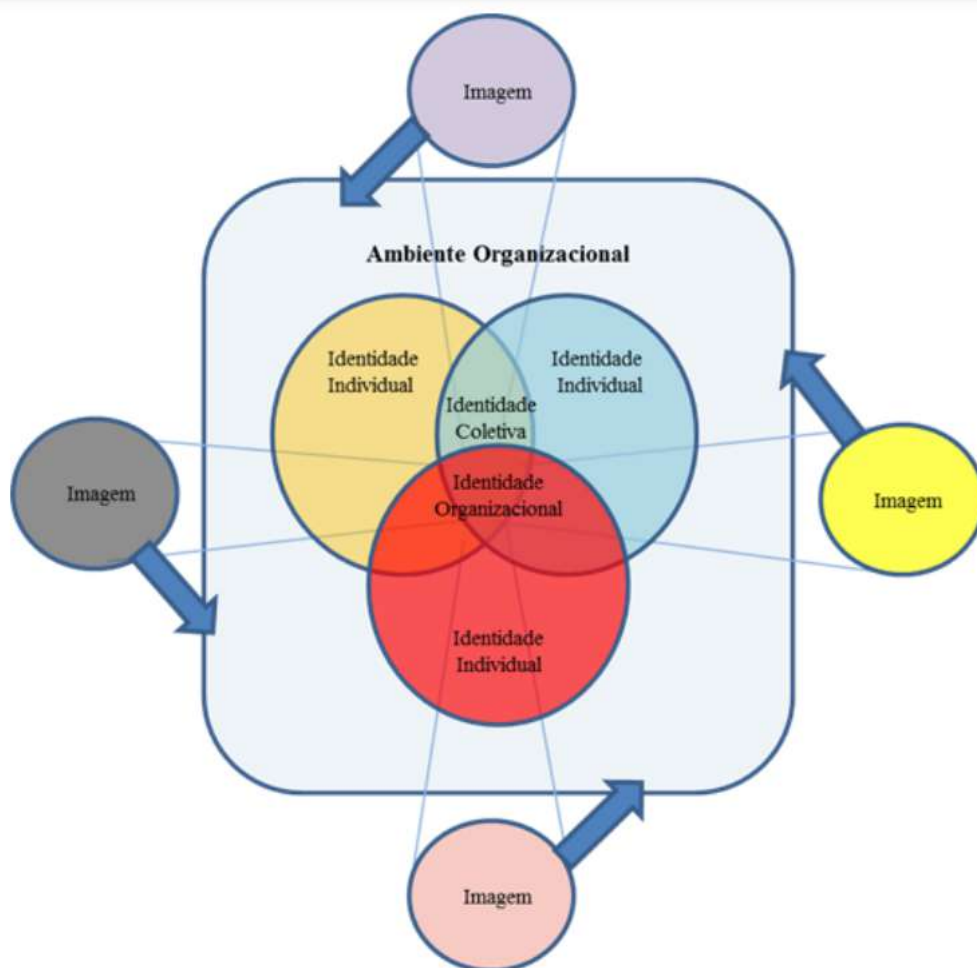 Imagem
Ambiente Organizacional
Identidade
Individual
Identidade
Individual
Identidade
Coletiva
Imagem
Identidade
Organizacional
Imagem
Identidade
Individual
Imagem